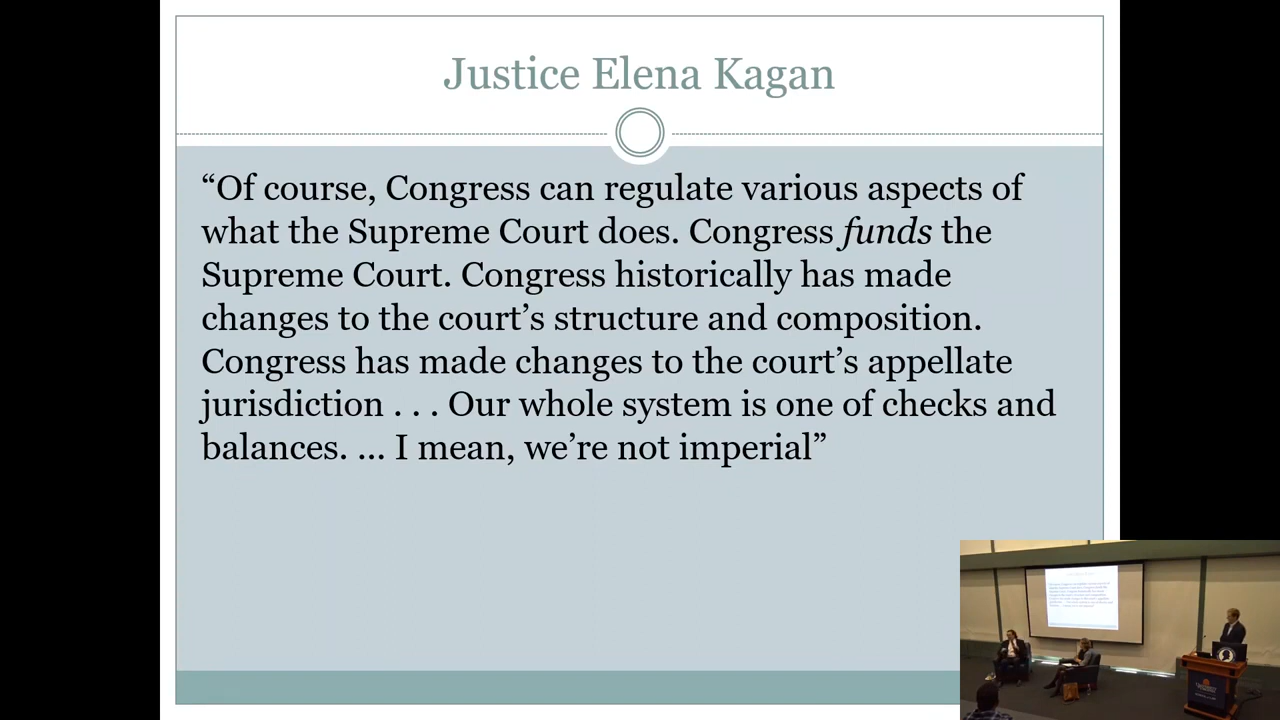 Justice Elena Kagan
“Of course, Congress can regulate various aspects of
what the Supreme Court does. Congress funds the
Supreme Court. Congress historically has made
changes to the court’s structure and composition.
Congress has made changes to the court’s appellate
jurisdiction . . . Our whole system is one of checks and
balances. ... I mean, we’re not imperial”